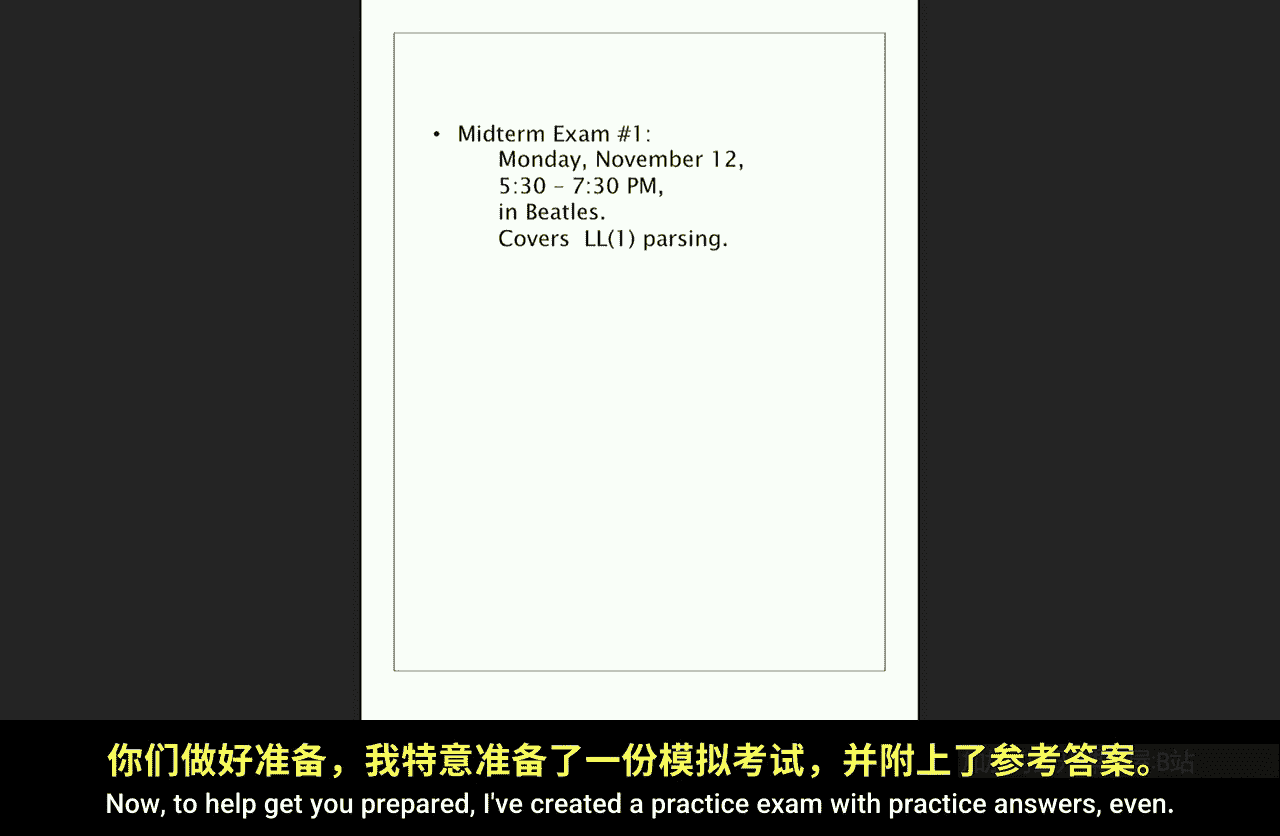 • Midterm Exam #1:
Monday, November 12,
5:30 – 7:30 PM,
in Beatles.
Covers LL(1) parsing.
你们做好准备，我特意准备了一份模拟考试，并附上了参考答案。
B站
Now, to help get you prepared, I've created a practice exam with practice answers, even.